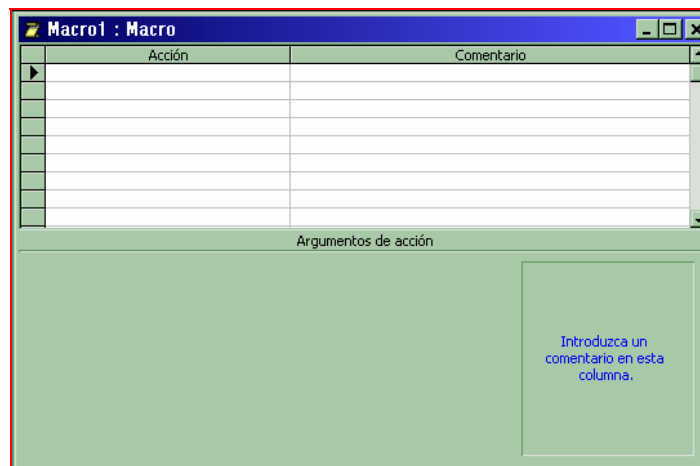 Macro1 : Macro
Acción Comentario
Argumentos de acción
Introduzca un
comentario en esta
columna.